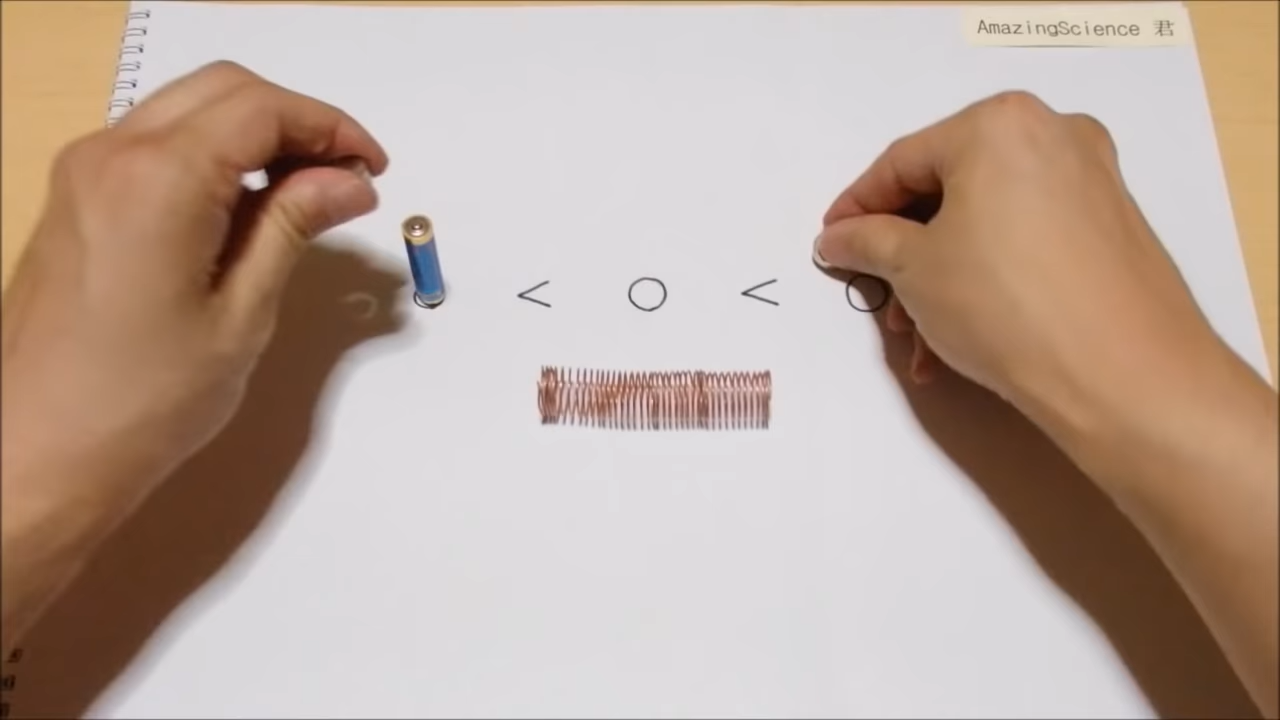 AmazingScience 君
< ○ < ○